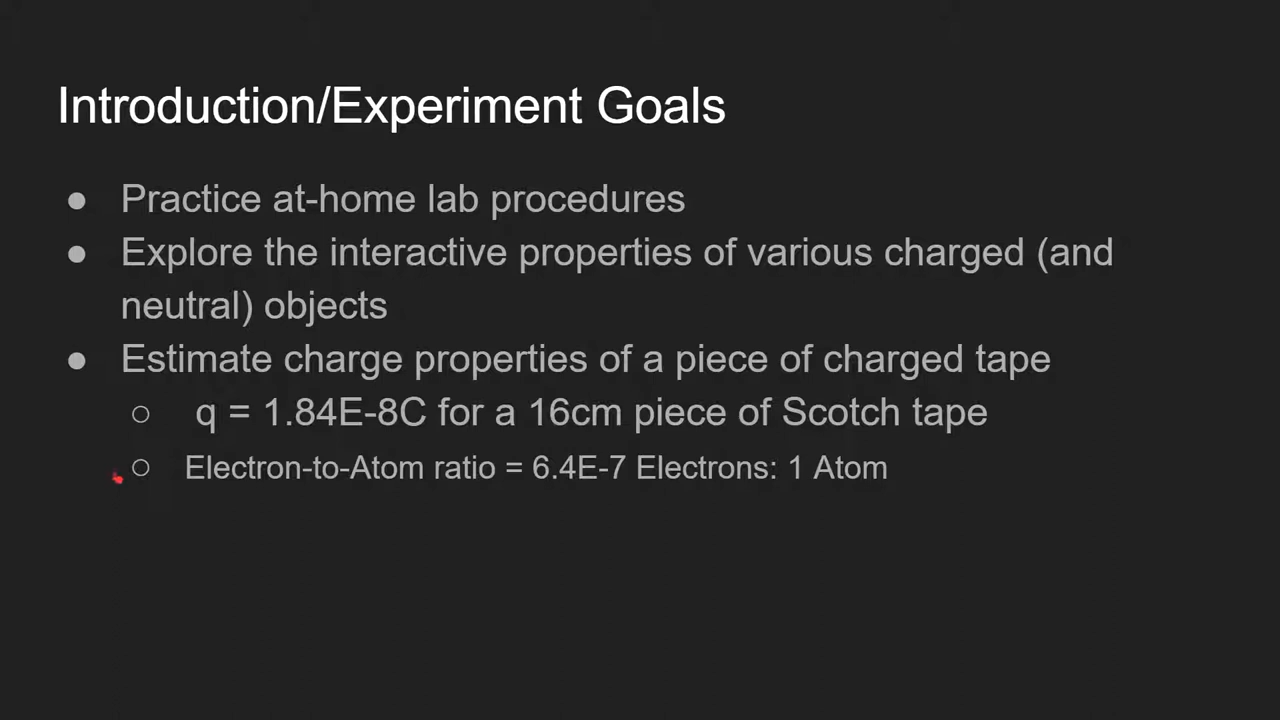 Introduction/Experiment Goals
● Practice at-home lab procedures
● Explore the interactive properties of various charged (and
neutral) objects
● Estimate charge properties of a piece of charged tape
○ q = 1.84E-8C for a 16cm piece of Scotch tape
○ Electron-to-Atom ratio = 6.4E-7 Electrons: 1 Atom